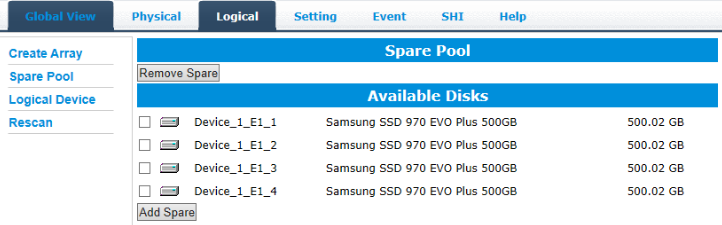 Global View Physical Logical Setting Event SHI Help
Create Array
Spare Pool
Logical Device
Rescan
Spare Pool
Remove Spare
Available Disks
Device_1_E1_1 Samsung SSD 970 EVO Plus 500GB 500.02 GB
Device_1_E1_2 Samsung SSD 970 EVO Plus 500GB 500.02 GB
Device_1_E1_3 Samsung SSD 970 EVO Plus 500GB 500.02 GB
Device_1_E1_4 Samsung SSD 970 EVO Plus 500GB 500.02 GB
Add Spare